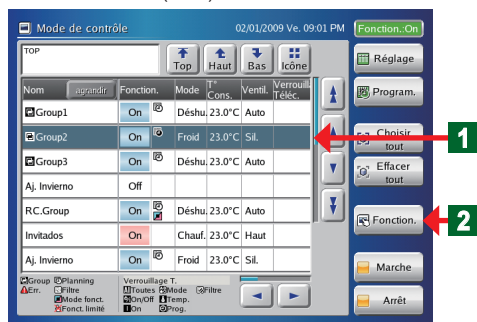 Mode de contrôle 02/01/2009 Ve. 09:01 PM Fonction.:On
TOP
Top Haut Bas Icône
Nom agrandir Fonction. Mode T° Cons. Ventil. Verrouill. Téléc.
Group1 On Déshu. 23.0°C Auto
Group2 On Froid 23.0°C Sil.
Group3 On Déshu. 23.0°C Auto
Aj. Invierno Off
RC.Group On Déshu. 23.0°C Auto
Invitados On Chauf. 23.0°C Haut
Aj. Invierno On Froid 23.0°C Sil.
Group Planning Verrouillage T.
Err. Filtre Toutes Mode Filtre
Mode fonct. On/Off Temp.
Fonct. limité On Prog.
Réglage
Program.
Choisir
tout
Effacer
tout
Fonction.
Marche
Arrêt
1
2